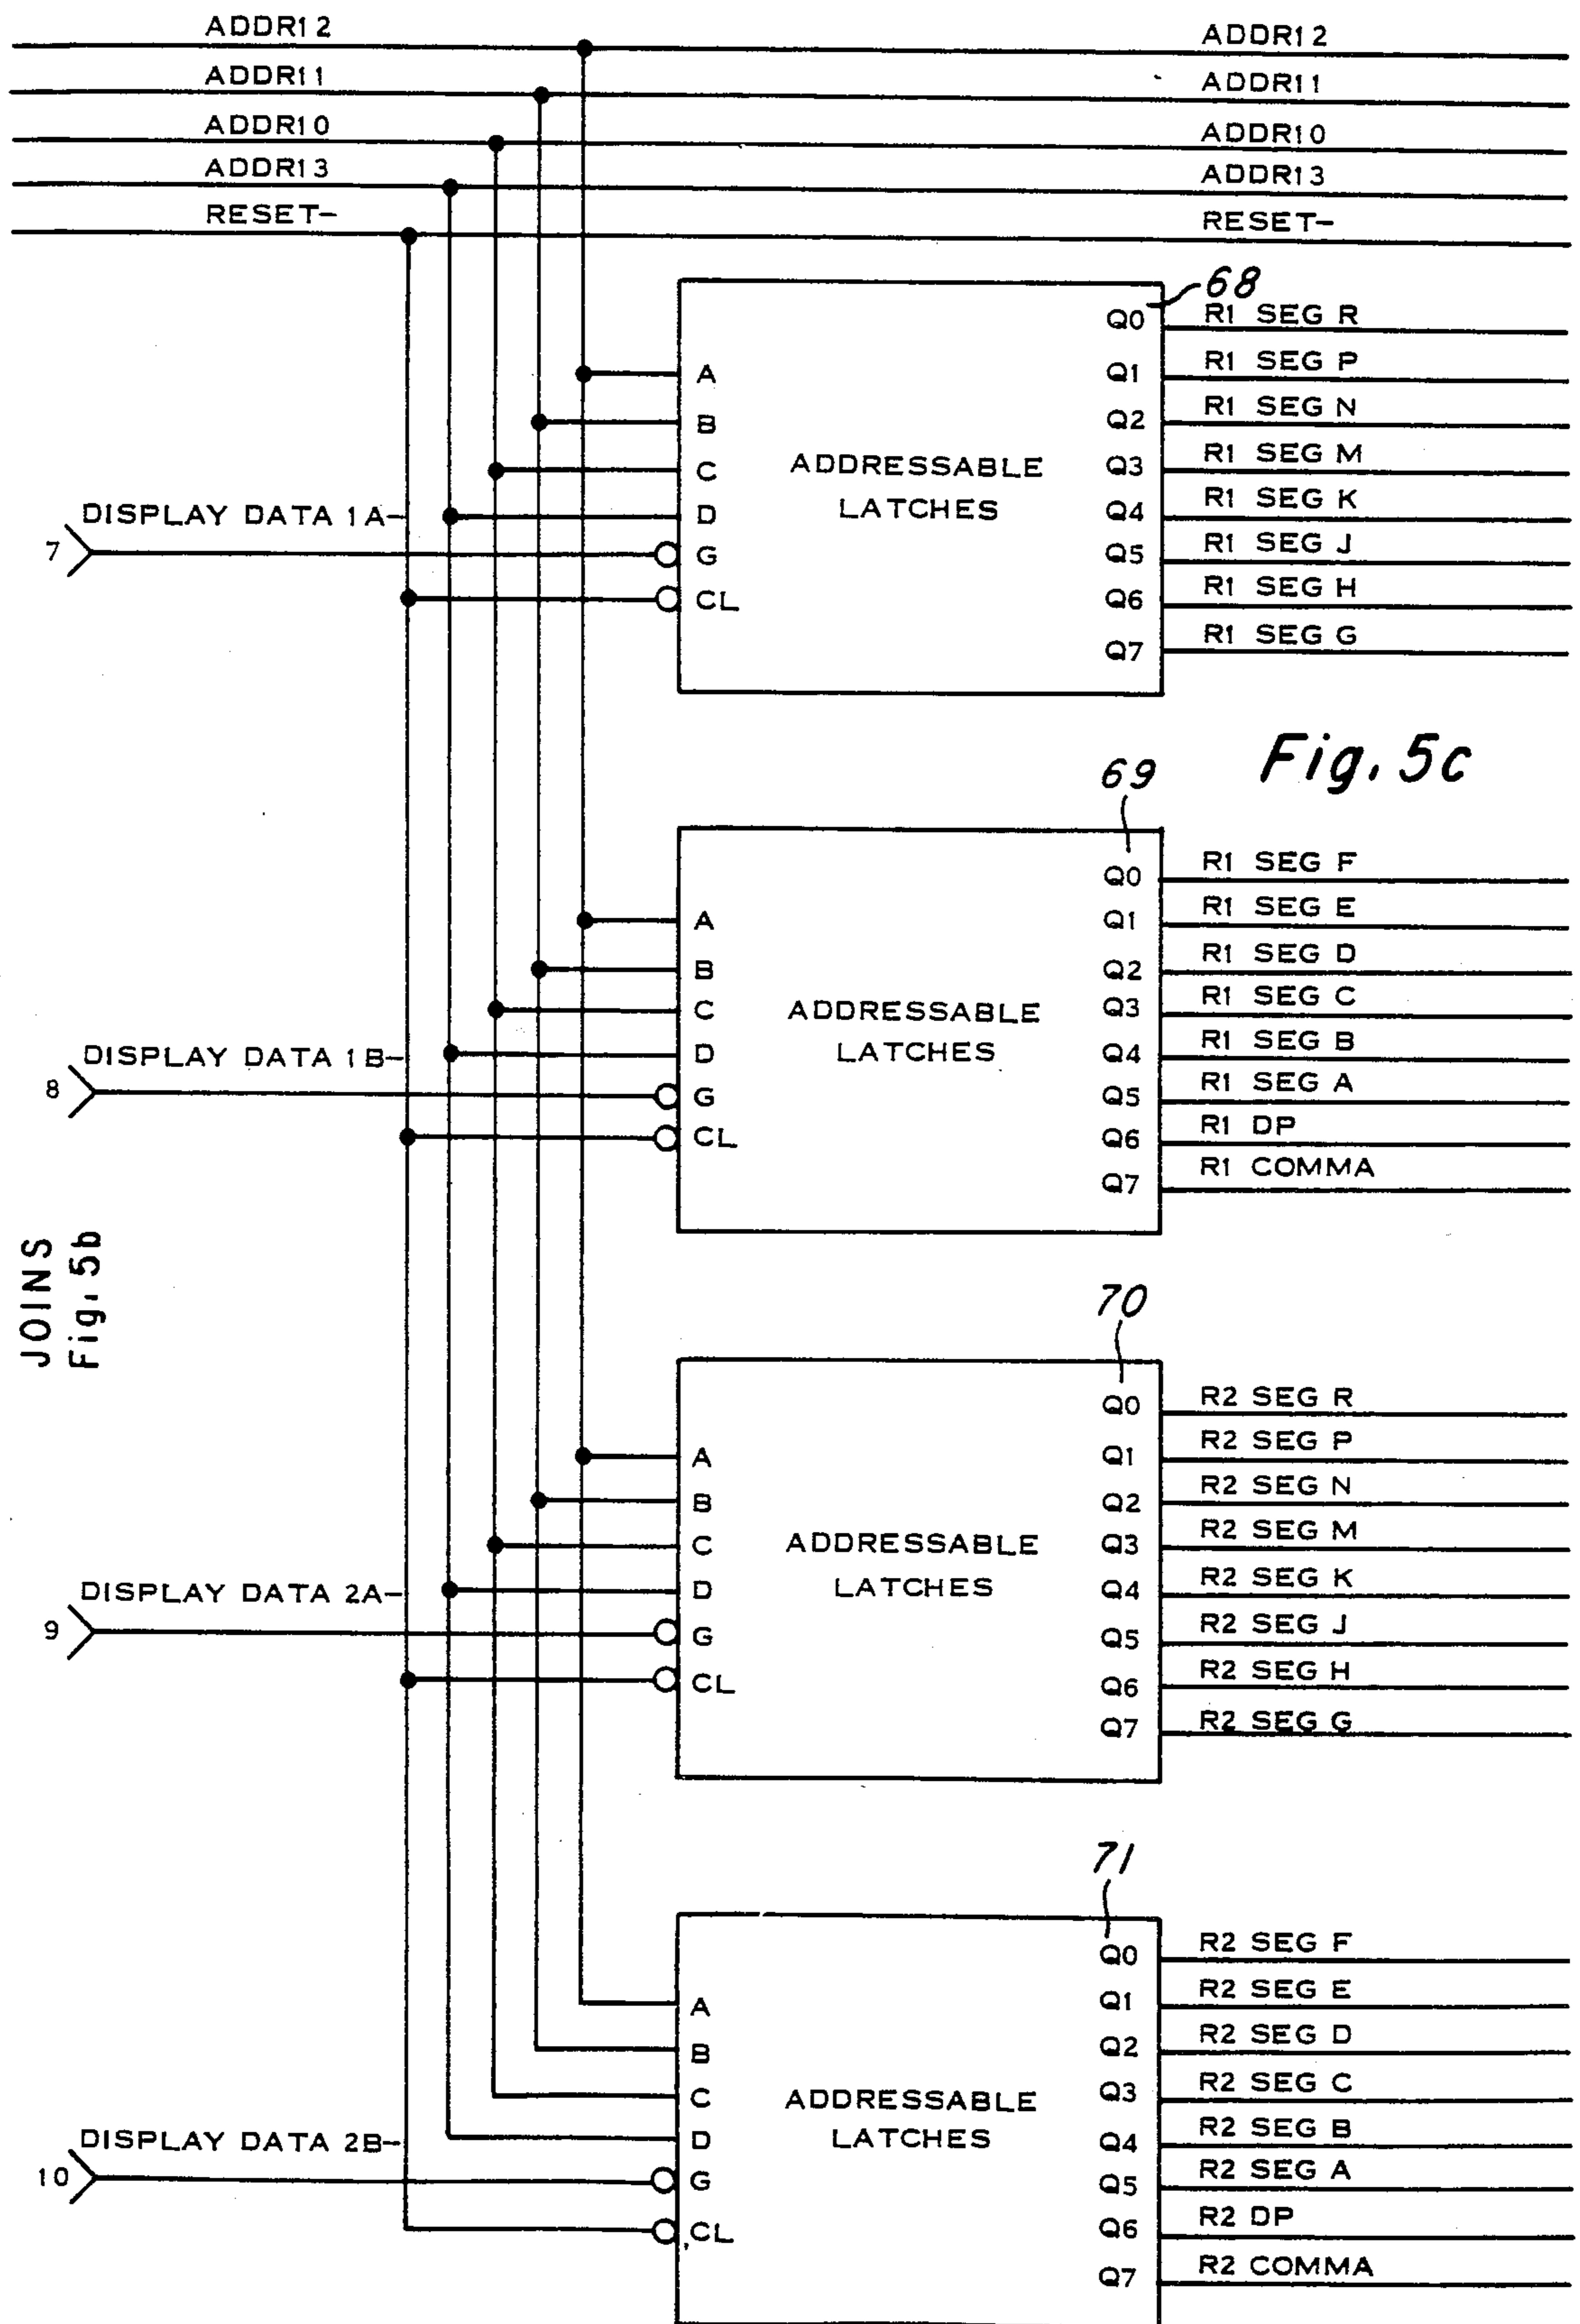 ADDR12 ADDR12
ADDR11 ADDR11
ADDR10 ADDR10
ADDR13 ADDR13
RESET- RESET-
68
Q0 R1 SEG R
A Q1 R1 SEG P
B Q2 R1 SEG N
C ADDRESSABLE Q3 R1 SEG M
DISPLAY DATA 1A- D LATCHES Q4 R1 SEG K
7 G Q5 R1 SEG J
CL Q6 R1 SEG H
Q7 R1 SEG G
Fig. 5c
69
Q0 R1 SEG F
A Q1 R1 SEG E
B Q2 R1 SEG D
C ADDRESSABLE Q3 R1 SEG C
DISPLAY DATA 1B- D LATCHES Q4 R1 SEG B
8 G Q5 R1 SEG A
CL Q6 R1 DP
Q7 R1 COMMA
JOINS
Fig. 5b
70
Q0 R2 SEG R
A Q1 R2 SEG P
B Q2 R2 SEG N
C ADDRESSABLE Q3 R2 SEG M
DISPLAY DATA 2A- D LATCHES Q4 R2 SEG K
9 G Q5 R2 SEG J
CL Q6 R2 SEG H
Q7 R2 SEG G
71
Q0 R2 SEG F
A Q1 R2 SEG E
B Q2 R2 SEG D
C ADDRESSABLE Q3 R2 SEG C
DISPLAY DATA 2B- D LATCHES Q4 R2 SEG B
10 G Q5 R2 SEG A
CL Q6 R2 DP
Q7 R2 COMMA